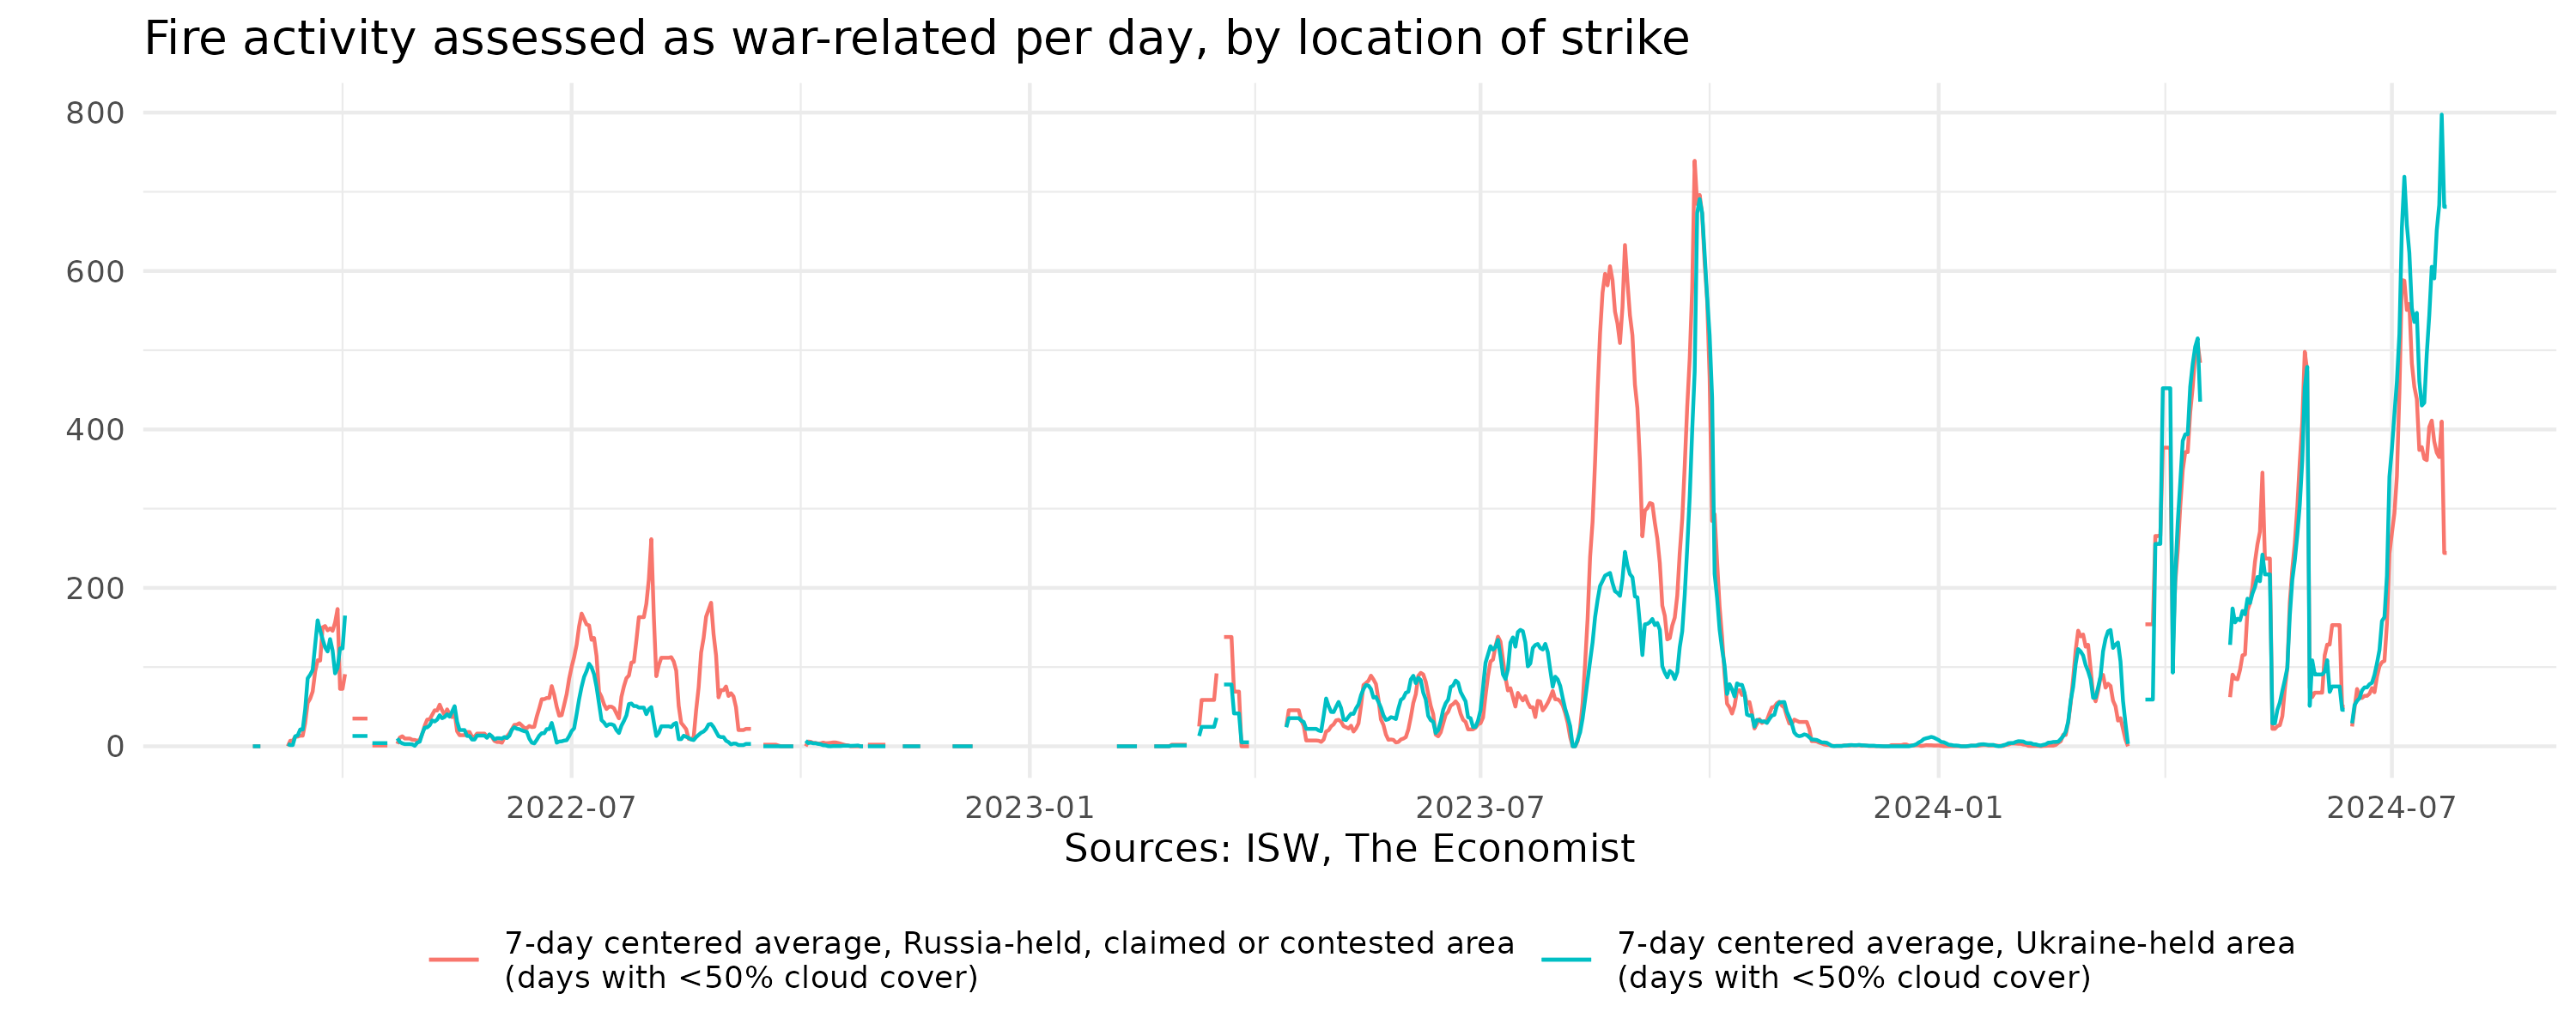 Fire activity assessed as war-related per day, by location of strike
800
600
400
200
0
2022-07
2023-01
2023-07
2024-01
2024-07
Sources: ISW, The Economist
7-day centered average, Russia-held, claimed or contested area
(days with <50% cloud cover)
7-day centered average, Ukraine-held area
(days with <50% cloud cover)